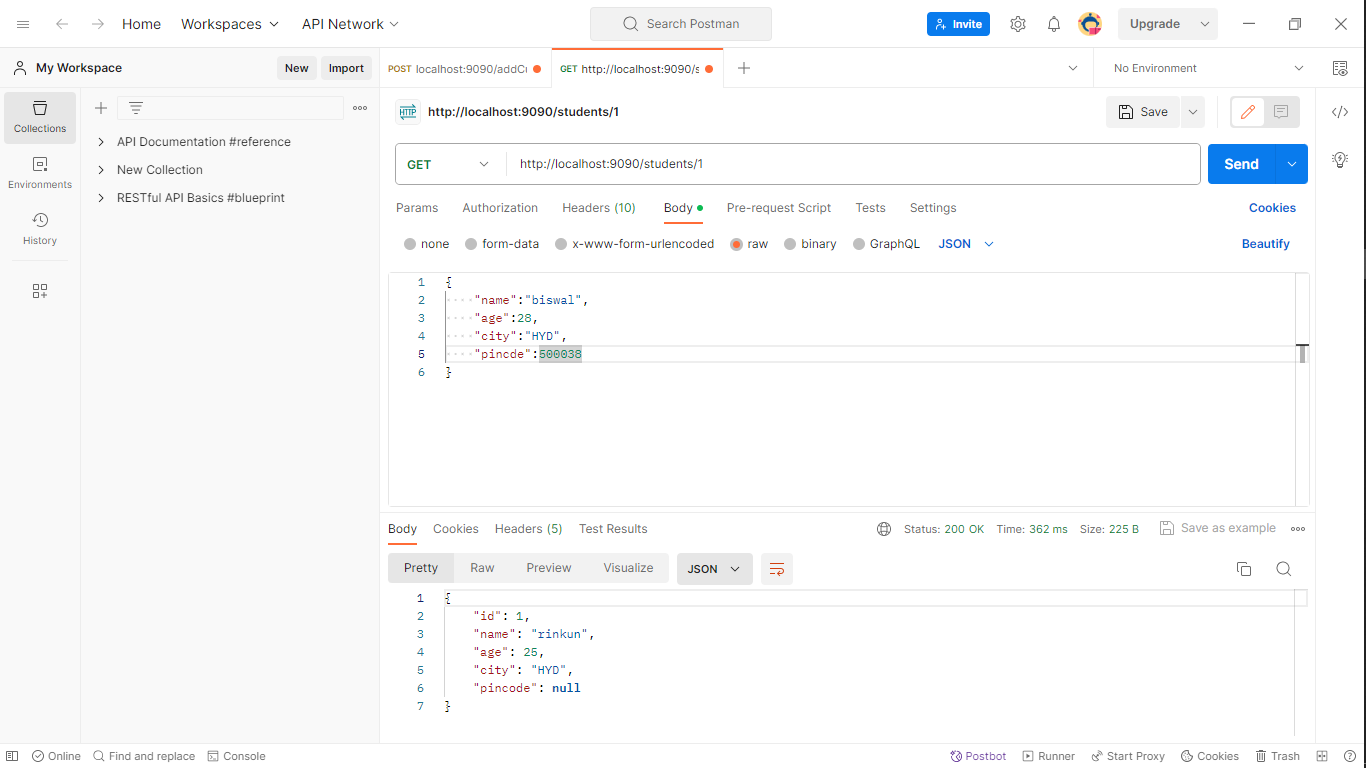 Home Workspaces API Network Search Postman Invite Upgrade
My Workspace New Import POST localhost:9090/addCu GET http://localhost:9090/s No Environment
Collections
Environments
History
API Documentation #reference
New Collection
RESTful API Basics #blueprint
HTTP http://localhost:9090/students/1 Save
GET http://localhost:9090/students/1 Send
Params Authorization Headers (10) Body Pre-request Script Tests Settings Cookies
none form-data x-www-form-urlencoded raw binary GraphQL JSON Beautify
1 {
2 "name":"biswal",
3 "age":28,
4 "city":"HYD",
5 "pincde":500038
6 }
Body Cookies Headers (5) Test Results Status: 200 OK Time: 362 ms Size: 225 B Save as example
Pretty Raw Preview Visualize JSON
1 {
2 "id": 1,
3 "name": "rinkun",
4 "age": 25,
5 "city": "HYD",
6 "pincode": null
7 }
Online Find and replace Console Postbot Runner Start Proxy Cookies Trash